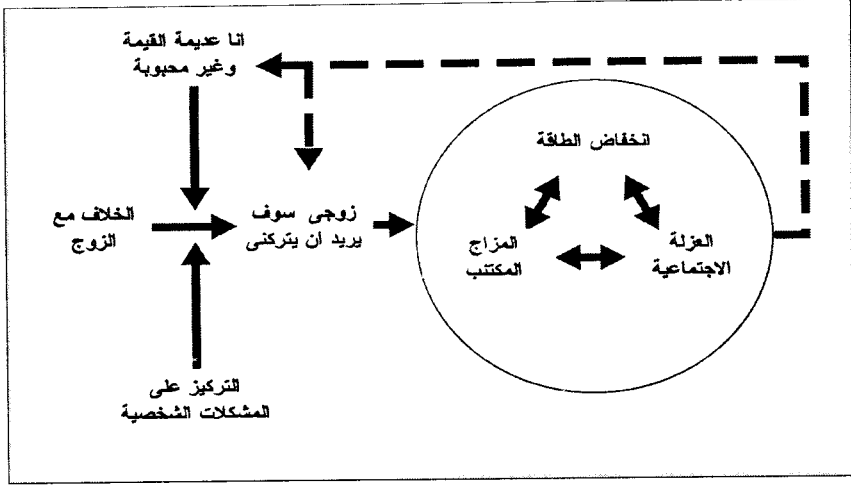 انا عديمة القيمة
وغير محبوبة
انخفاض الطاقة
الخلاف مع
الزوج
زوجى سوف
يريد ان يتركنى
المزاج
المكتئب
العزلة
الاجتماعية
التركيز على
المشكلات الشخصية